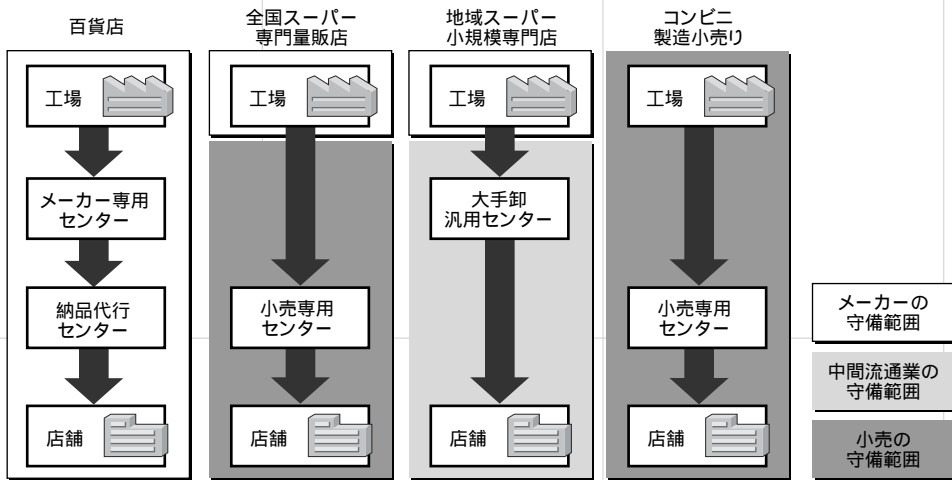 百貨店
工場
メーカー専用
センター
納品代行
センター
店舗
全国スーパー
専門量販店
工場
小売専用
センター
店舗
地域スーパー
小規模専門店
工場
大手卸
汎用センター
店舗
コンビニ
製造小売り
工場
小売専用
センター
店舗
メーカーの
守備範囲
中間流通業の
守備範囲
小売の
守備範囲